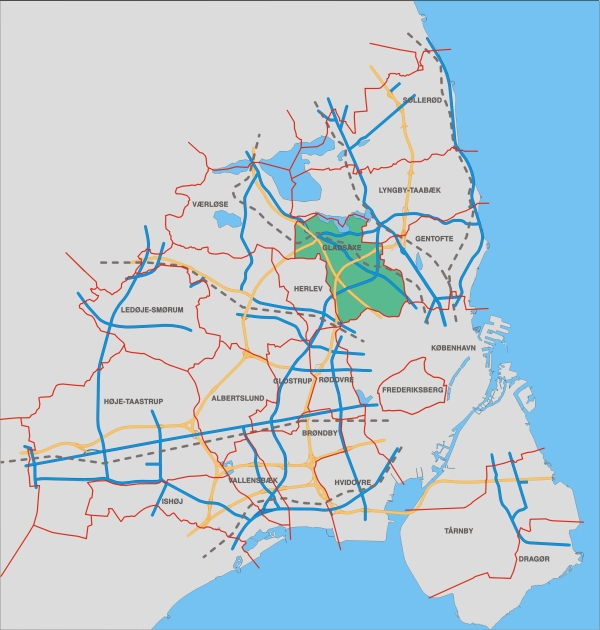 SØLLERØD
LYNGBY-TAABÆK
VÆRLØSE
GENTOFTE
GLADSAXE
HERLEV
LEDØJE-SMØRUM
KØBENHAVN
GLOSTRUP
RØDOVRE
FREDERIKSBERG
HØJE-TAASTRUP
ALBERTSLUND
BRØNDBY
VALLENSBÆK
HVIDOVRE
ISHØJ
TÅRNBY
DRAGØR